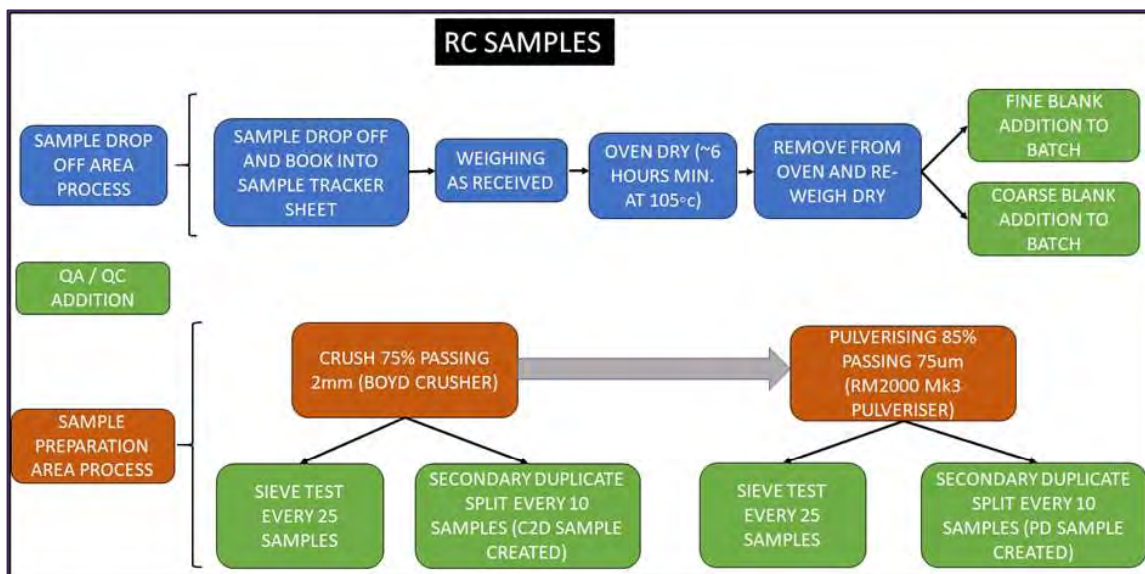 RC SAMPLES
SAMPLE DROP
OFF AREA
PROCESS
SAMPLE DROP OFF
AND BOOK INTO
SAMPLE TRACKER
SHEET
WEIGHING
AS RECEIVED
OVEN DRY (~6
HOURS MIN.
AT 105°c)
REMOVE FROM
OVEN AND RE-
WEIGH DRY
FINE BLANK
ADDITION TO
BATCH
COARSE BLANK
ADDITION TO
BATCH
QA / QC
ADDITION
SAMPLE
PREPARATION
AREA PROCESS
CRUSH 75% PASSING
2mm (BOYD CRUSHER)
PULVERISING 85%
PASSING 75um
(RM2000 Mk3
PULVERISER)
SIEVE TEST
EVERY 25
SAMPLES
SECONDARY DUPLICATE
SPLIT EVERY 10
SAMPLES (C2D SAMPLE
CREATED)
SIEVE TEST
EVERY 25
SAMPLES
SECONDARY DUPLICATE
SPLIT EVERY 10
SAMPLES (PD SAMPLE
CREATED)